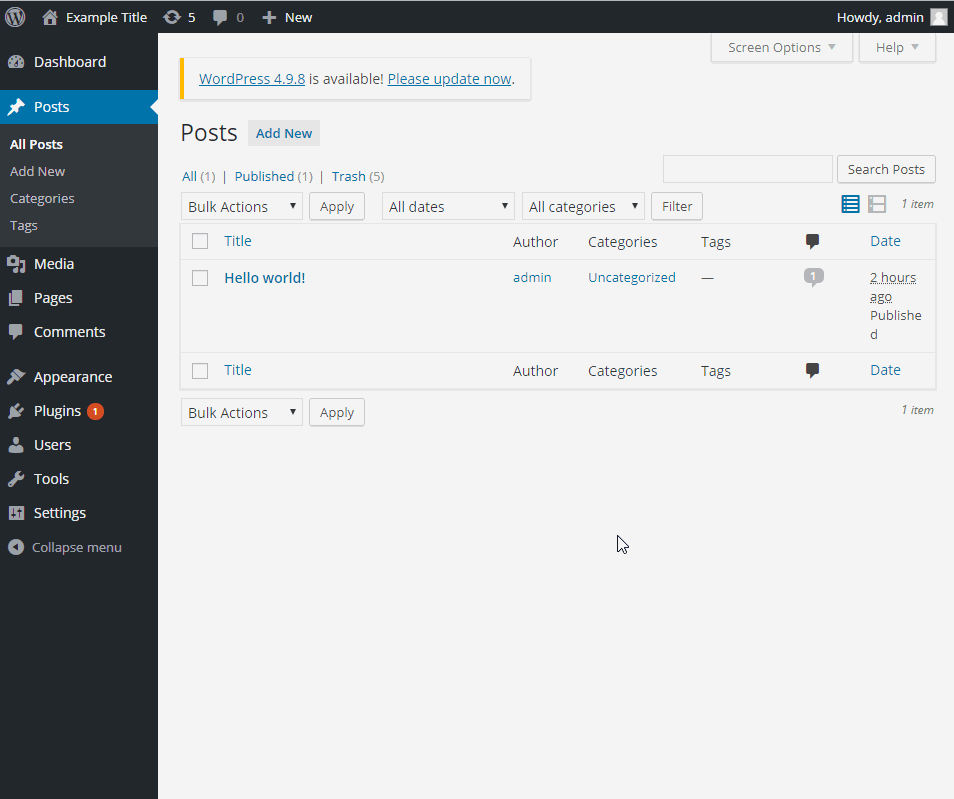 Example Title 5 0 New Howdy, admin
Screen Options Help
Dashboard
Posts
All Posts
Add New
Categories
Tags
Media
Pages
Comments
Appearance
Plugins 1
Users
Tools
Settings
Collapse menu
WordPress 4.9.8 is available! Please update now.
Posts Add New
All (1) | Published (1) | Trash (5)
Search Posts
Bulk Actions Apply All dates All categories Filter 1 item
Title Author Categories Tags Date
Hello world! admin Uncategorized — 1 2 hours
ago
Publishe
d
Title Author Categories Tags Date
Bulk Actions Apply 1 item